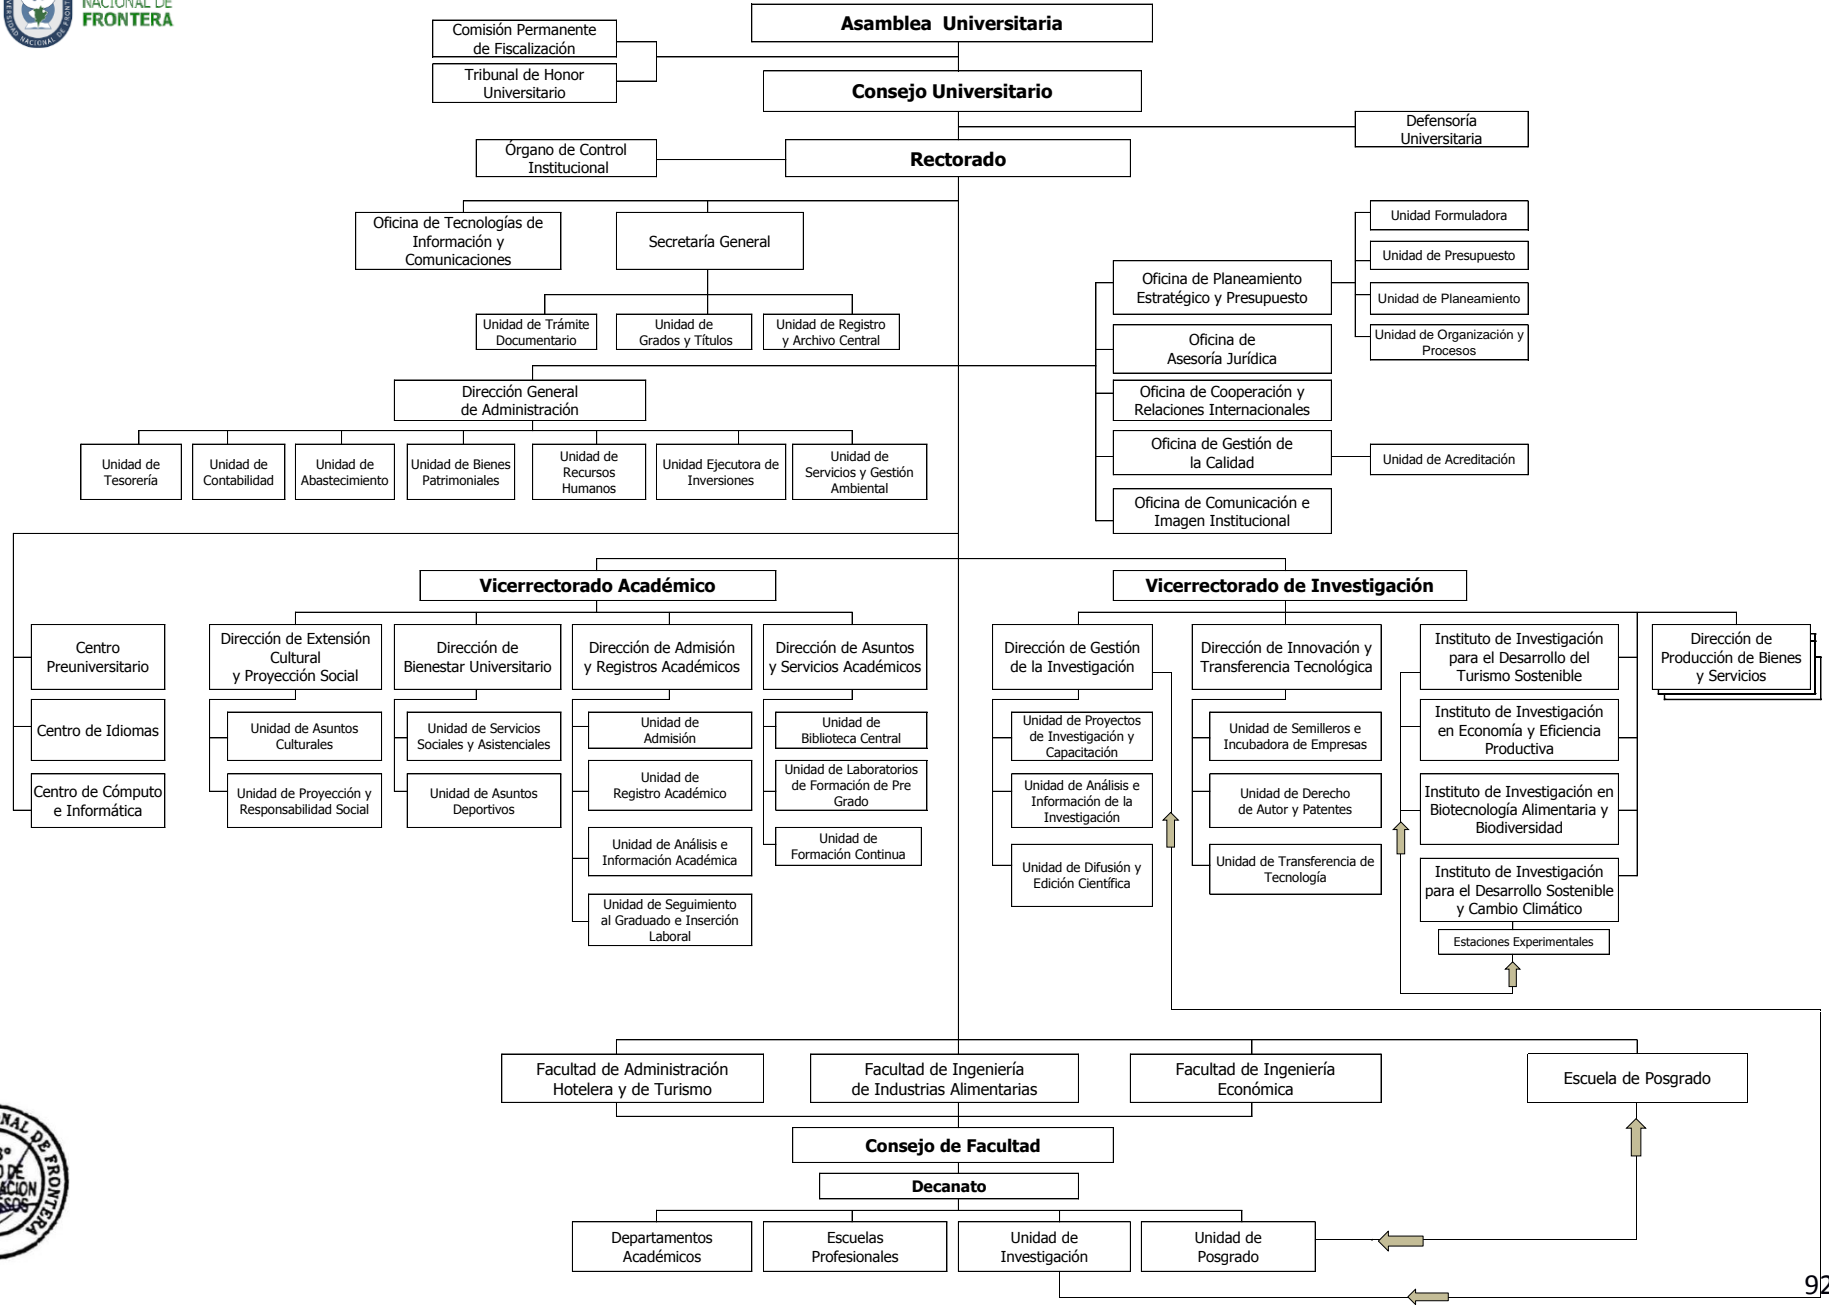 NACIONAL DE
FRONTERA
Asamblea Universitaria
Comisión Permanente
de Fiscalización
Tribunal de Honor
Universitario
Consejo Universitario
Defensoría
Universitaria
Órgano de Control
Institucional
Rectorado
Oficina de Tecnologías de
Información y
Comunicaciones
Secretaría General
Unidad de Trámite
Documentario
Unidad de
Grados y Títulos
Unidad de Registro
y Archivo Central
Oficina de Planeamiento
Estratégico y Presupuesto
Unidad Formuladora
Unidad de Presupuesto
Unidad de Planeamiento
Unidad de Organización y
Procesos
Oficina de
Asesoría Jurídica
Oficina de Cooperación y
Relaciones Internacionales
Oficina de Gestión de
la Calidad
Unidad de Acreditación
Oficina de Comunicación e
Imagen Institucional
Dirección General
de Administración
Unidad de
Tesorería
Unidad de
Contabilidad
Unidad de
Abastecimiento
Unidad de Bienes
Patrimoniales
Unidad de
Recursos
Humanos
Unidad Ejecutora de
Inversiones
Unidad de
Servicios y Gestión
Ambiental
Vicerrectorado Académico
Vicerrectorado de Investigación
Centro
Preuniversitario
Centro de Idiomas
Centro de Cómputo
e Informática
Dirección de Extensión
Cultural
y Proyección Social
Unidad de Asuntos
Culturales
Unidad de Proyección y
Responsabilidad Social
Dirección de
Bienestar Universitario
Unidad de Servicios
Sociales y Asistenciales
Unidad de Asuntos
Deportivos
Dirección de Admisión
y Registros Académicos
Unidad de
Admisión
Unidad de
Registro Académico
Unidad de Análisis e
Información Académica
Unidad de Seguimiento
al Graduado e Inserción
Laboral
Dirección de Asuntos
y Servicios Académicos
Unidad de
Biblioteca Central
Unidad de Laboratorios
de Formación de Pre
Grado
Unidad de
Formación Continua
Dirección de Gestión
de la Investigación
Unidad de Proyectos
de Investigación y
Capacitación
Unidad de Análisis e
Información de la
Investigación
Unidad de Difusión y
Edición Científica
Dirección de Innovación y
Transferencia Tecnológica
Unidad de Semilleros e
Incubadora de Empresas
Unidad de Derecho
de Autor y Patentes
Unidad de Transferencia de
Tecnología
Instituto de Investigación
para el Desarrollo del
Turismo Sostenible
Instituto de Investigación
en Economía y Eficiencia
Productiva
Instituto de Investigación en
Biotecnología Alimentaria y
Biodiversidad
Instituto de Investigación
para el Desarrollo Sostenible
y Cambio Climático
Estaciones Experimentales
Dirección de
Producción de Bienes
y Servicios
Facultad de Administración
Hotelera y de Turismo
Facultad de Ingeniería
de Industrias Alimentarias
Facultad de Ingeniería
Económica
Escuela de Posgrado
Consejo de Facultad
Decanato
Departamentos
Académicos
Escuelas
Profesionales
Unidad de
Investigación
Unidad de
Posgrado
DE FRONTERA
92